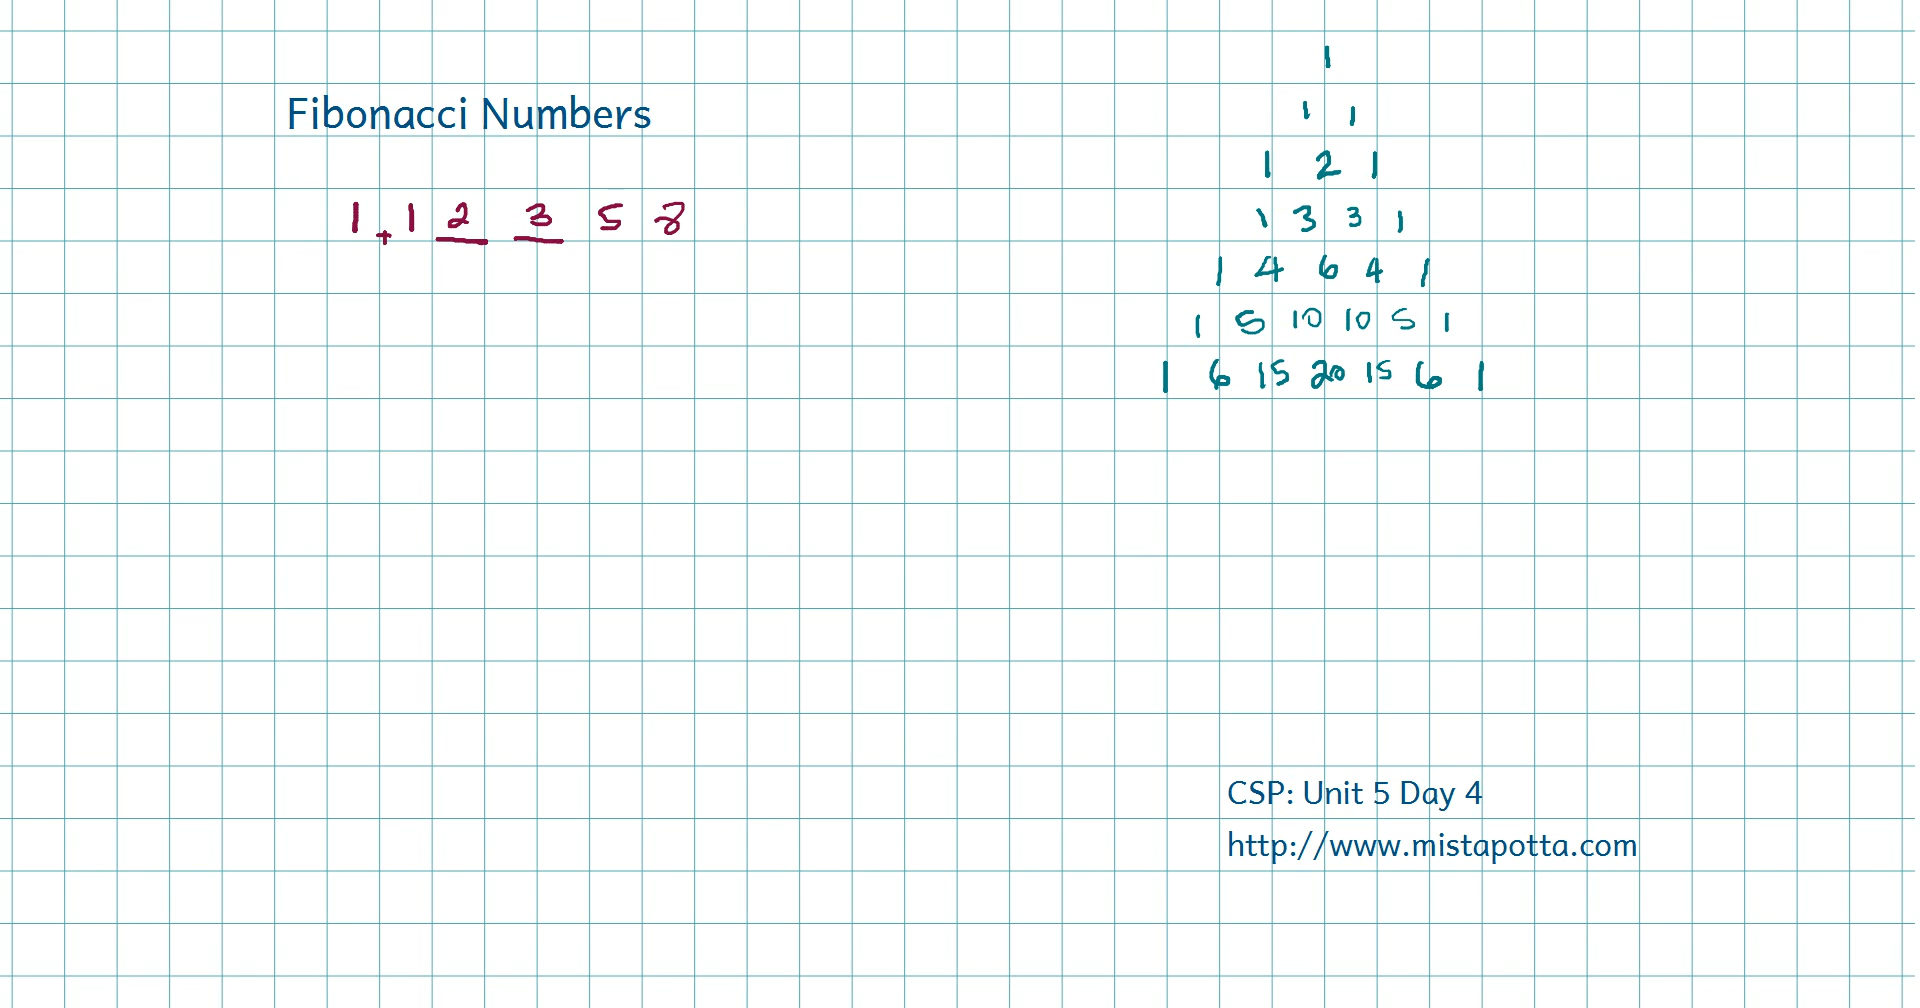 Fibonacci Numbers
1 + 1 2 3 5 8
1
1 1
1 2 1
1 3 3 1
1 4 6 4 1
1 5 10 10 5 1
1 6 15 20 15 6 1
CSP: Unit 5 Day 4
http://www.mistapotta.com